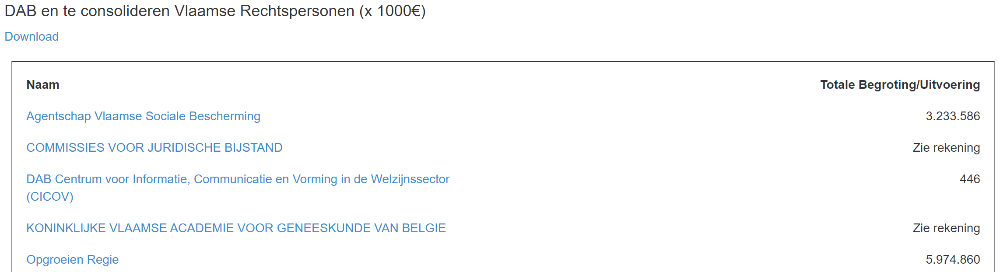 DAB en te consolideren Vlaamse Rechtspersonen (x 1000€)
Download
Naam Totale Begroting/Uitvoering
Agentschap Vlaamse Sociale Bescherming 3.233.586
COMMISSIES VOOR JURIDISCHE BIJSTAND Zie rekening
DAB Centrum voor Informatie, Communicatie en Vorming in de Welzijnssector 446
(CICOV)
KONINKLIJKE VLAAMSE ACADEMIE VOOR GENEESKUNDE VAN BELGIE Zie rekening
Opgroeien Regie 5.974.860